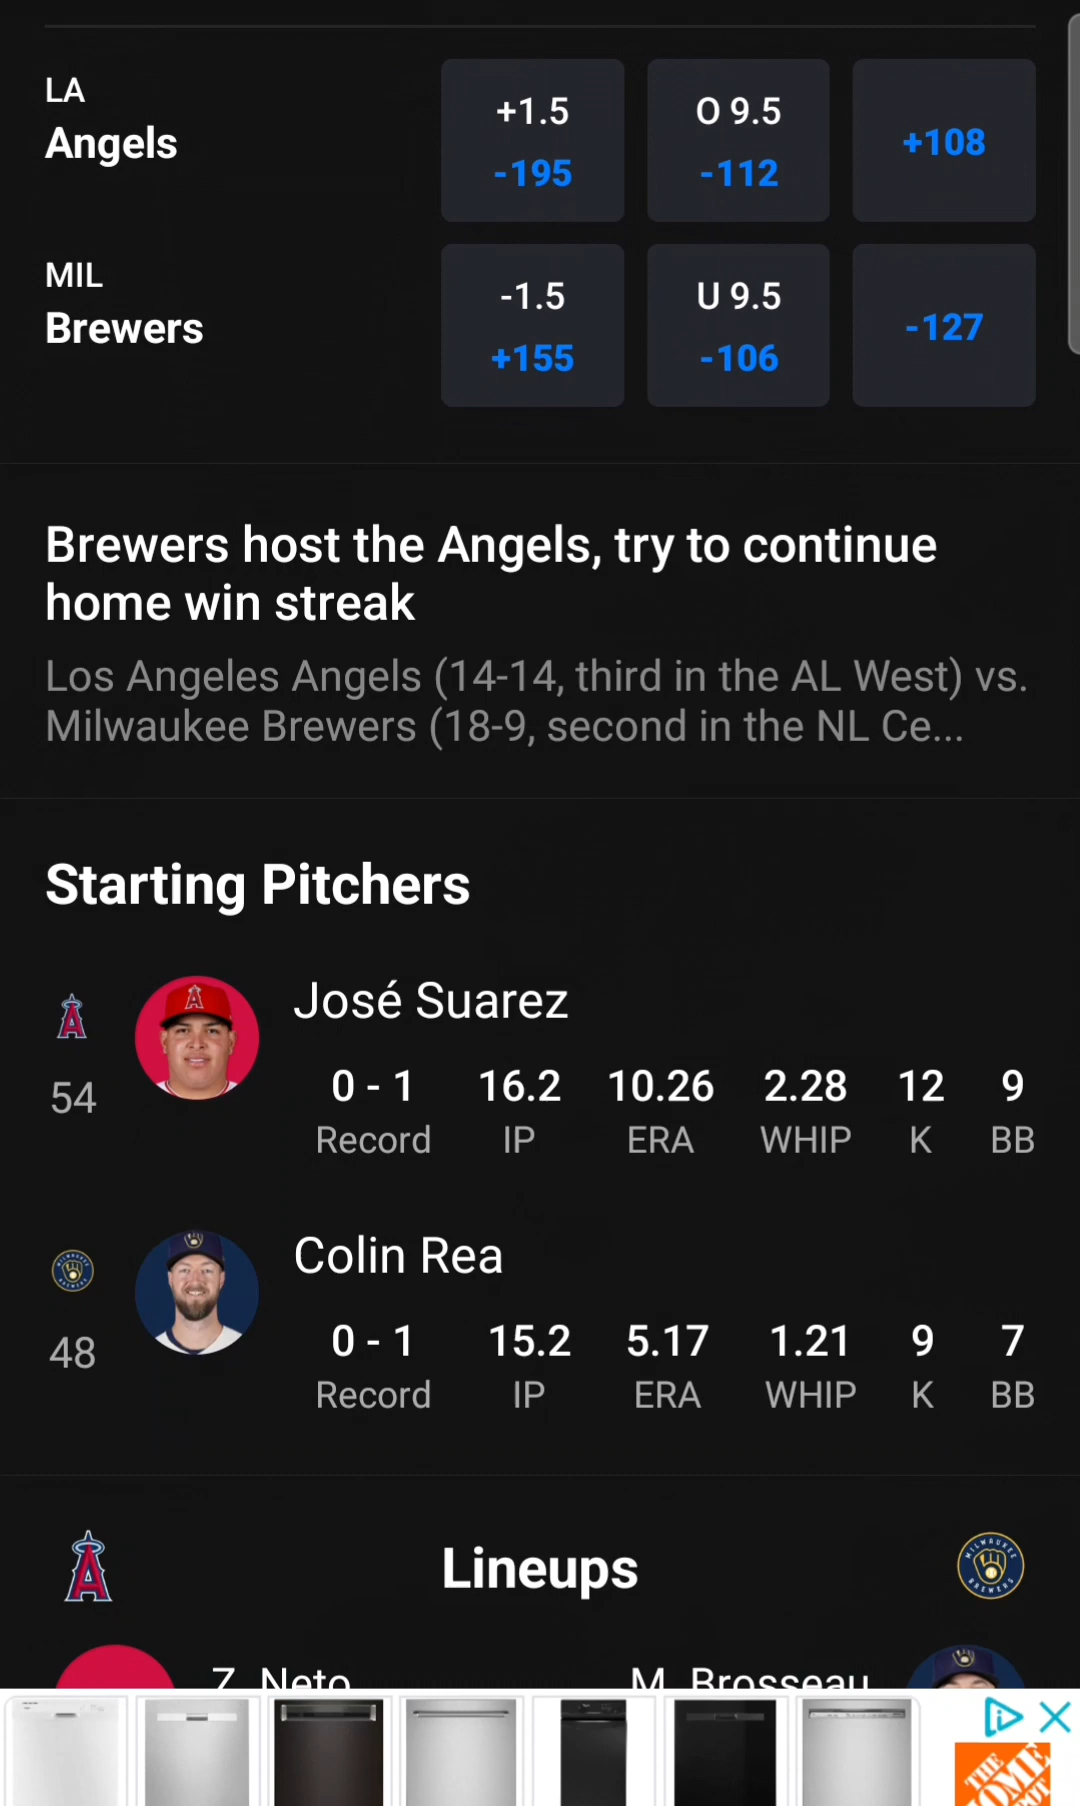 LA
Angels
+1.5
-195
O 9.5
-112
+108
MIL
Brewers
-1.5
+155
U 9.5
-106
-127
Brewers host the Angels, try to continue
home win streak
Los Angeles Angels (14-14, third in the AL West) vs.
Milwaukee Brewers (18-9, second in the NL Ce...
Starting Pitchers
54
José Suarez
0 - 1 16.2 10.26 2.28 12 9
Record IP ERA WHIP K BB
48
Colin Rea
0 - 1 15.2 5.17 1.21 9 7
Record IP ERA WHIP K BB
Lineups
Z. Neto M. Brosseau
THE
HOME